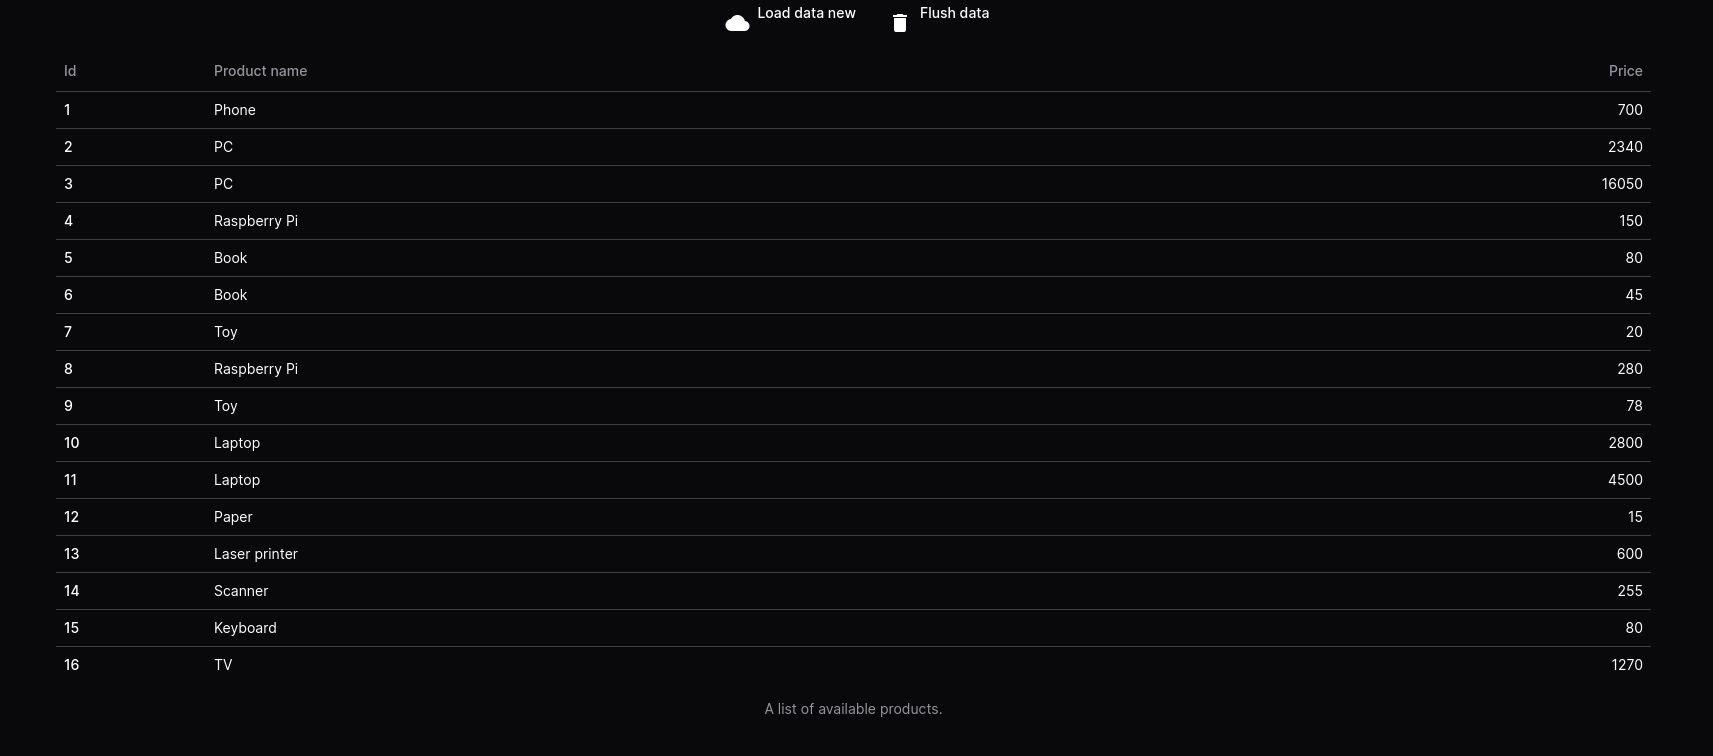 Load data new Flush data
Id Product name Price
1 Phone 700
2 PC 2340
3 PC 16050
4 Raspberry Pi 150
5 Book 80
6 Book 45
7 Toy 20
8 Raspberry Pi 280
9 Toy 78
10 Laptop 2800
11 Laptop 4500
12 Paper 15
13 Laser printer 600
14 Scanner 255
15 Keyboard 80
16 TV 1270
A list of available products.